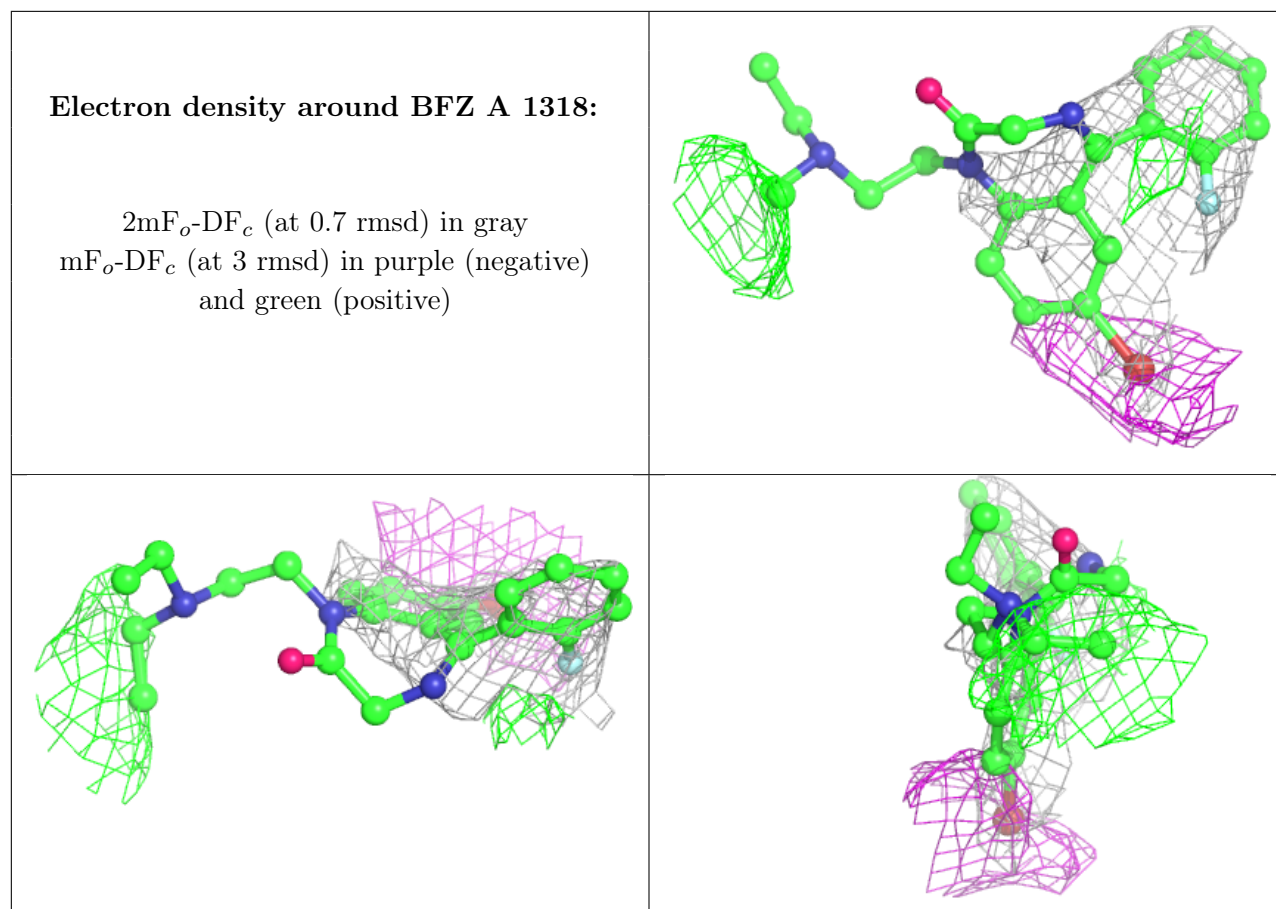 Electron density around BFZ A 1318:
2mFₒ-DF𝒸 (at 0.7 rmsd) in gray
mFₒ-DF𝒸 (at 3 rmsd) in purple (negative)
and green (positive)